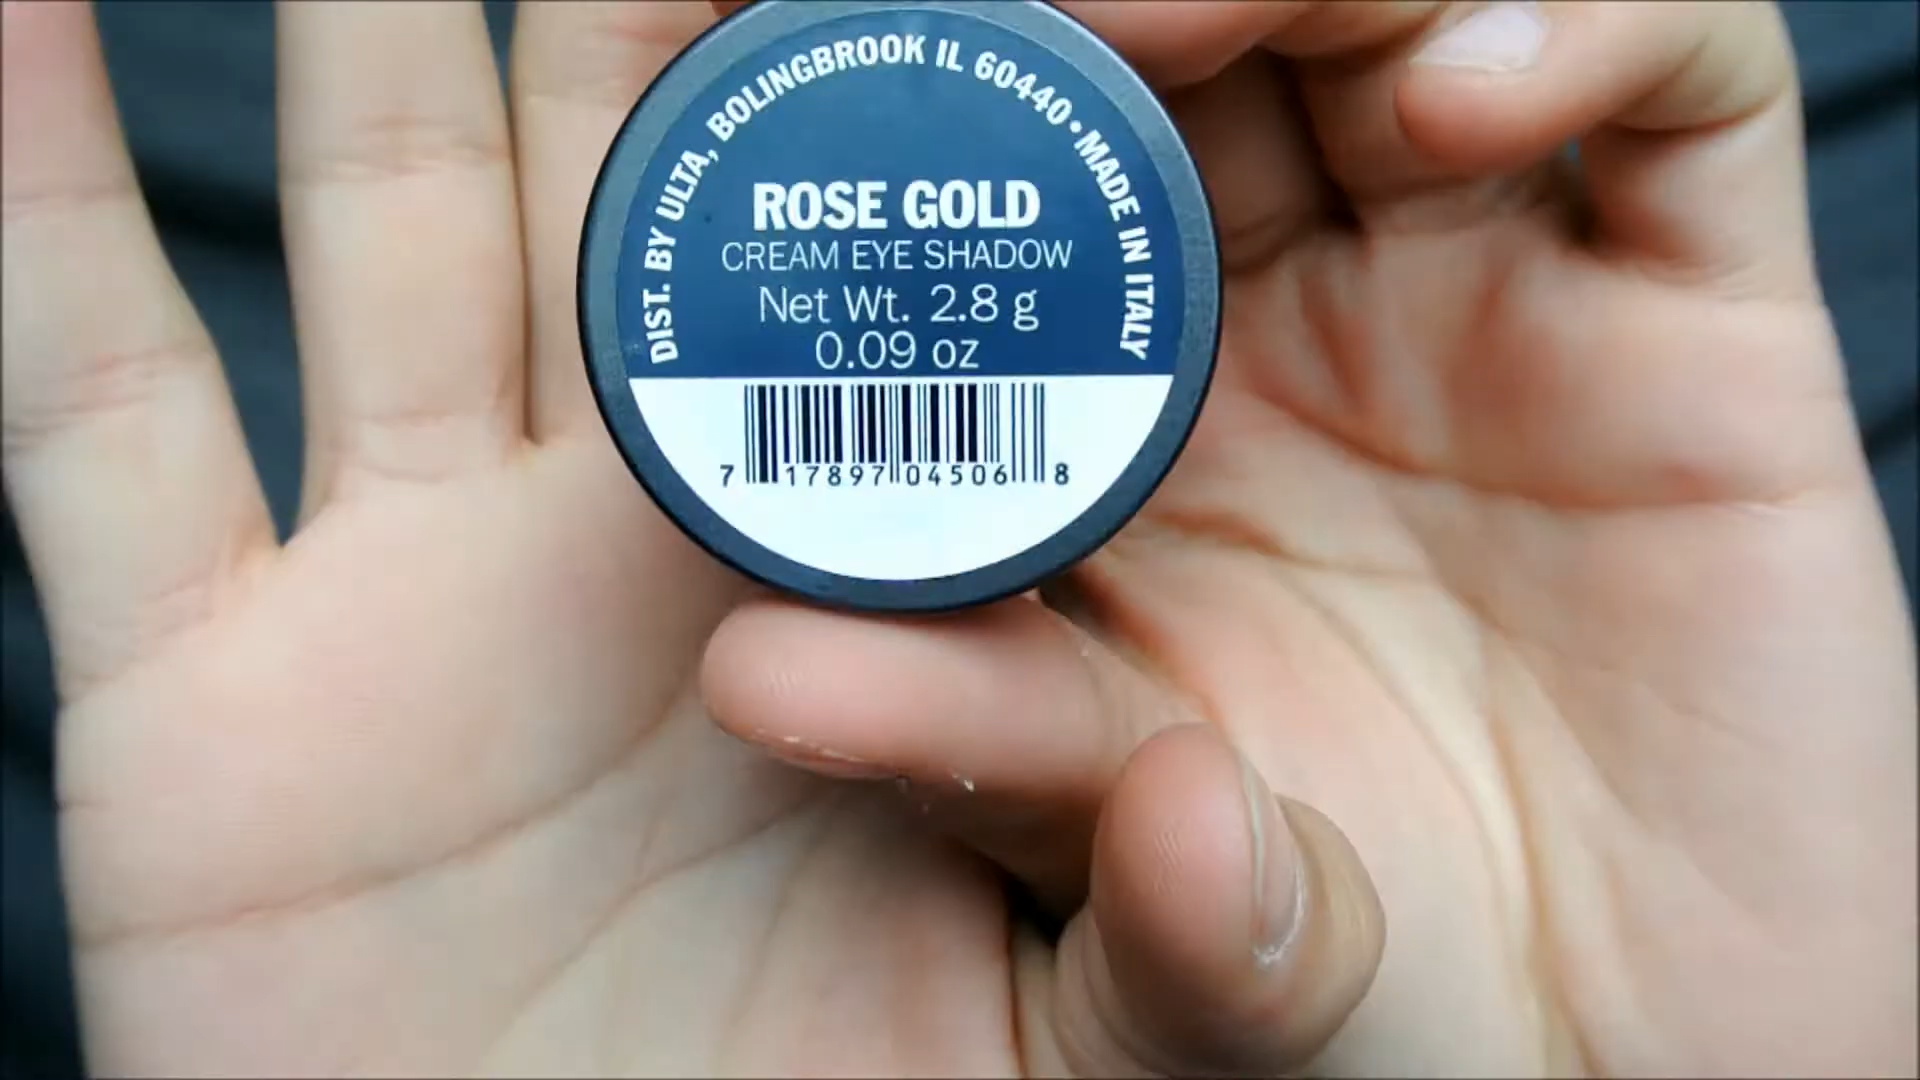 DIST. BY ULTA, BOLINGBROOK IL 60440 • MADE IN ITALY
ROSE GOLD
CREAM EYE SHADOW
Net Wt. 2.8 g
0.09 oz
7 17897 04506 8